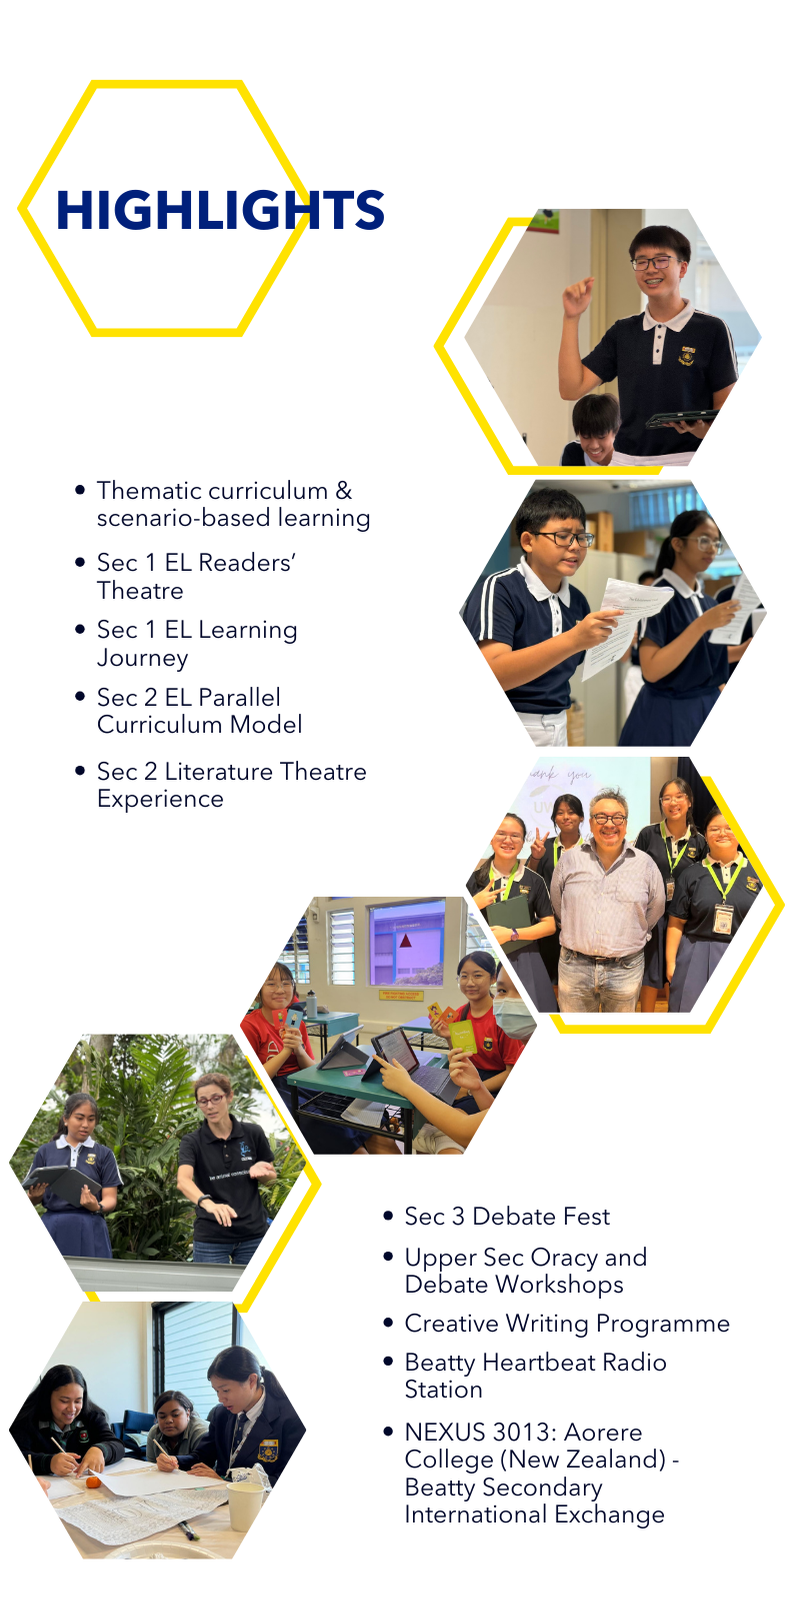 HIGHLIGHTS
• Thematic curriculum &
scenario-based learning
• Sec 1 EL Readers’
Theatre
• Sec 1 EL Learning
Journey
• Sec 2 EL Parallel
Curriculum Model
• Sec 2 Literature Theatre
Experience
• Sec 3 Debate Fest
• Upper Sec Oracy and
Debate Workshops
• Creative Writing Programme
• Beatty Heartbeat Radio
Station
• NEXUS 3013: Aorere
College (New Zealand) -
Beatty Secondary
International Exchange